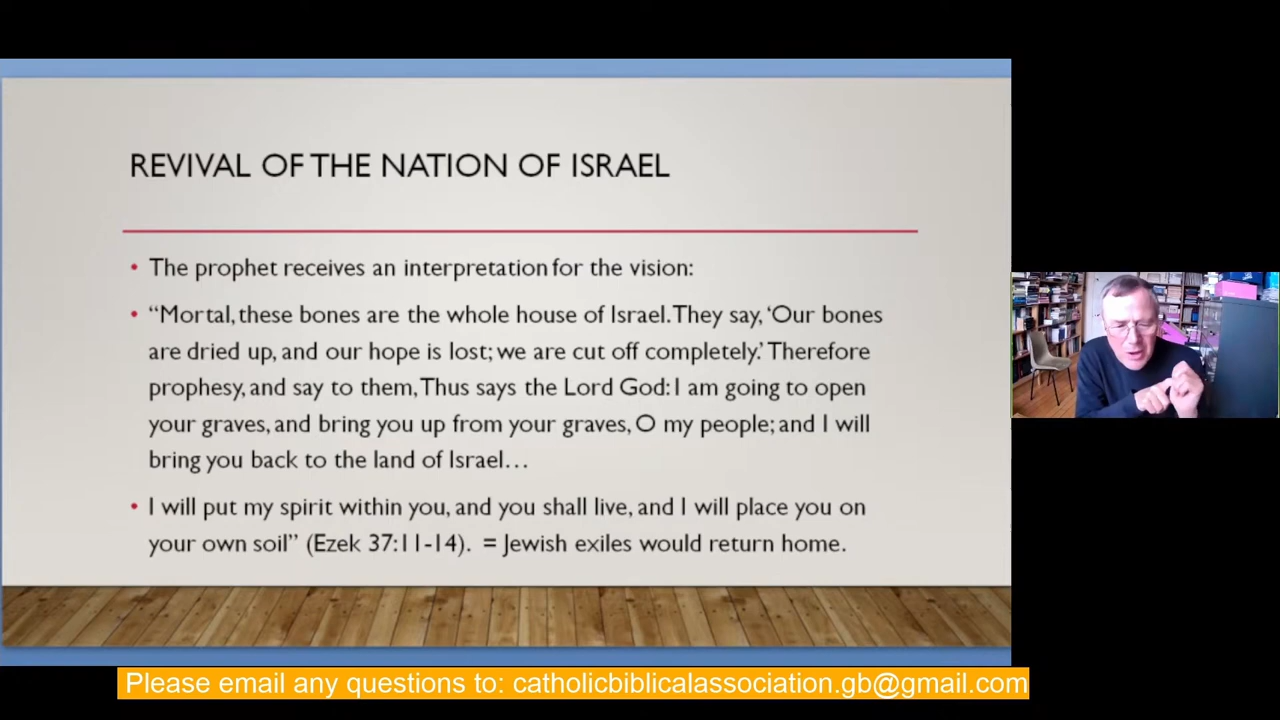 REVIVAL OF THE NATION OF ISRAEL
• The prophet receives an interpretation for the vision:
• “Mortal, these bones are the whole house of Israel. They say, ‘Our bones
are dried up, and our hope is lost; we are cut off completely.’ Therefore
prophesy, and say to them, Thus says the Lord God: I am going to open
your graves, and bring you up from your graves, O my people; and I will
bring you back to the land of Israel…
• I will put my spirit within you, and you shall live, and I will place you on
your own soil” (Ezek 37:11-14). = Jewish exiles would return home.
Please email any questions to: catholicbiblicalassociation.gb@gmail.com